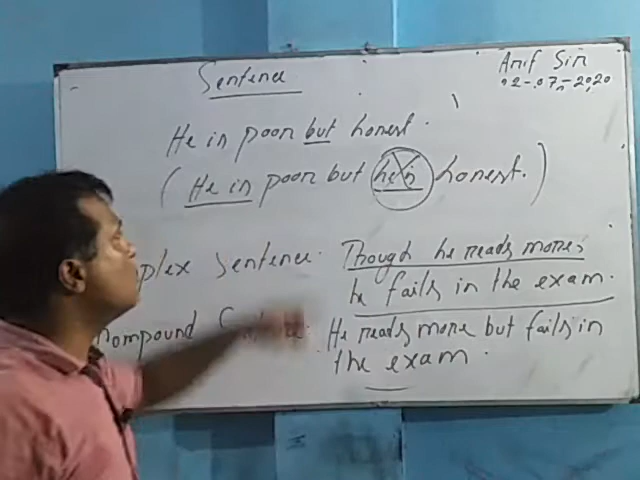 Sentence
Arif Sir
02-07-2020
He is poor but honest.
(He is poor but he is honest.)
plex Sentence. Though he reads more,
he fails in the exam.
ompound He reads more but fails in
the exam.